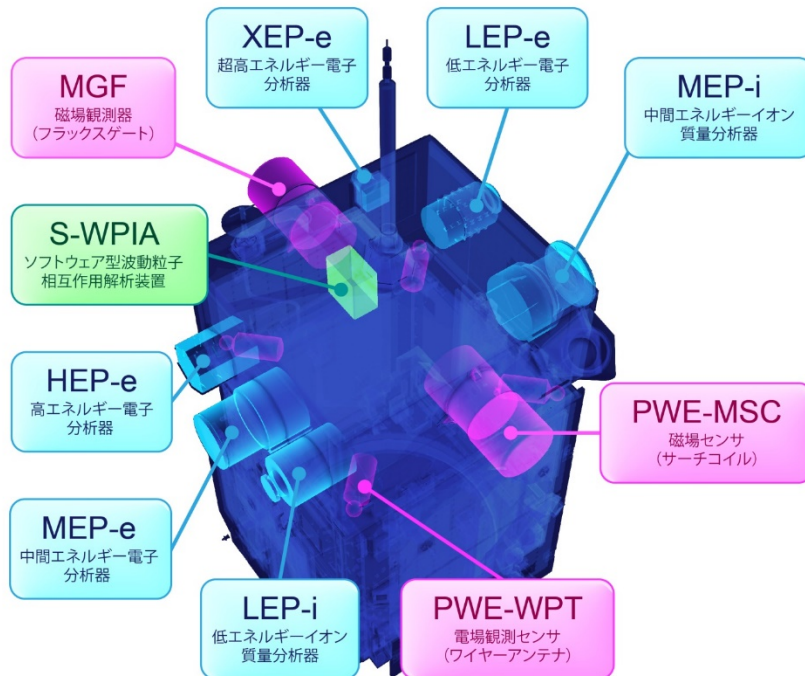 XEP-e
超高エネルギー電子
分析器
LEP-e
低エネルギー電子
分析器
MGF
磁場観測器
(フラックスゲート)
MEP-i
中間エネルギーイオン
質量分析器
S-WPIA
ソフトウェア型波動粒子
相互作用解析装置
HEP-e
高エネルギー電子
分析器
PWE-MSC
磁場センサ
(サーチコイル)
MEP-e
中間エネルギー電子
分析器
LEP-i
低エネルギーイオン
質量分析器
PWE-WPT
電場観測センサ
(ワイヤーアンテナ)